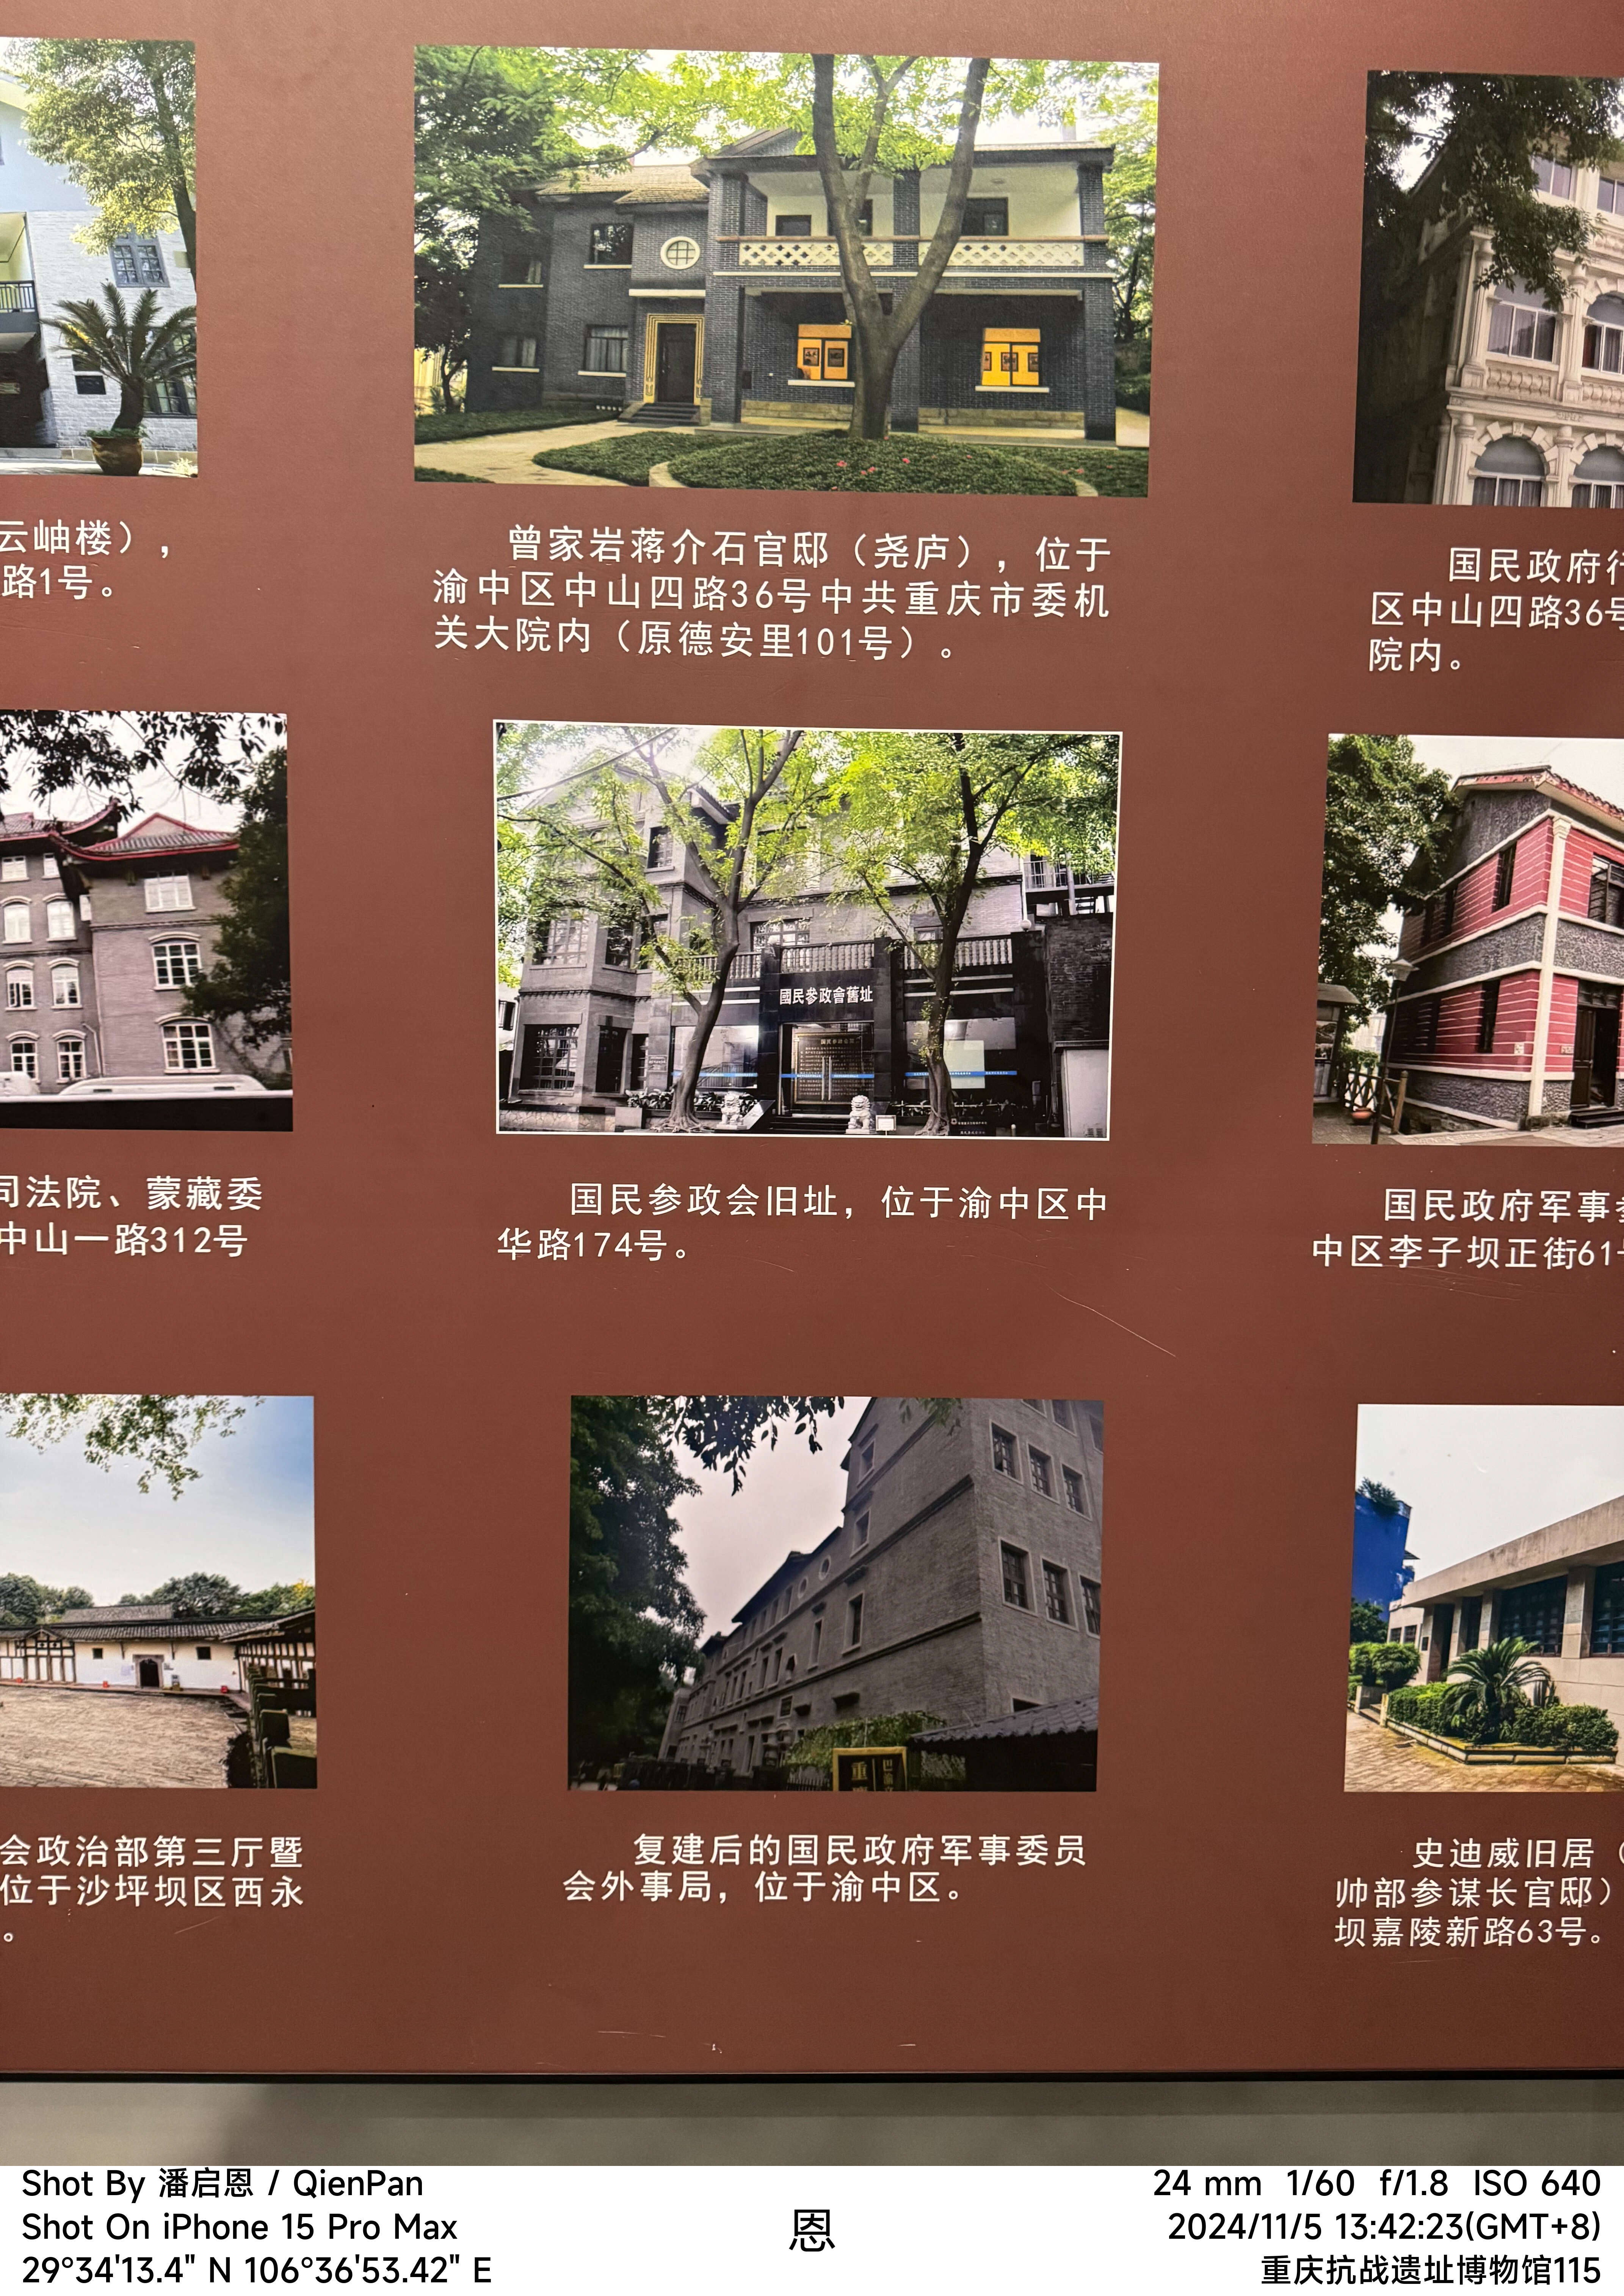 云岫楼），
路1号。
曾家岩蒋介石官邸（尧庐），位于
渝中区中山四路36号中共重庆市委机
关大院内（原德安里101号）。
国民政府行
区中山四路36号
院内。
國民参政會舊址
司法院、蒙藏委
中山一路312号
国民参政会旧址，位于渝中区中
华路174号。
国民政府军事参
中区李子坝正街61号
会政治部第三厅暨
位于沙坪坝区西永
。
复建后的国民政府军事委员
会外事局，位于渝中区。
史迪威旧居（
帅部参谋长官邸）
坝嘉陵新路63号。
Shot By 潘启恩 / QienPan
Shot On iPhone 15 Pro Max
29°34'13.4" N 106°36'53.42" E
恩
24 mm 1/60 f/1.8 ISO 640
2024/11/5 13:42:23(GMT+8)
重庆抗战遗址博物馆115